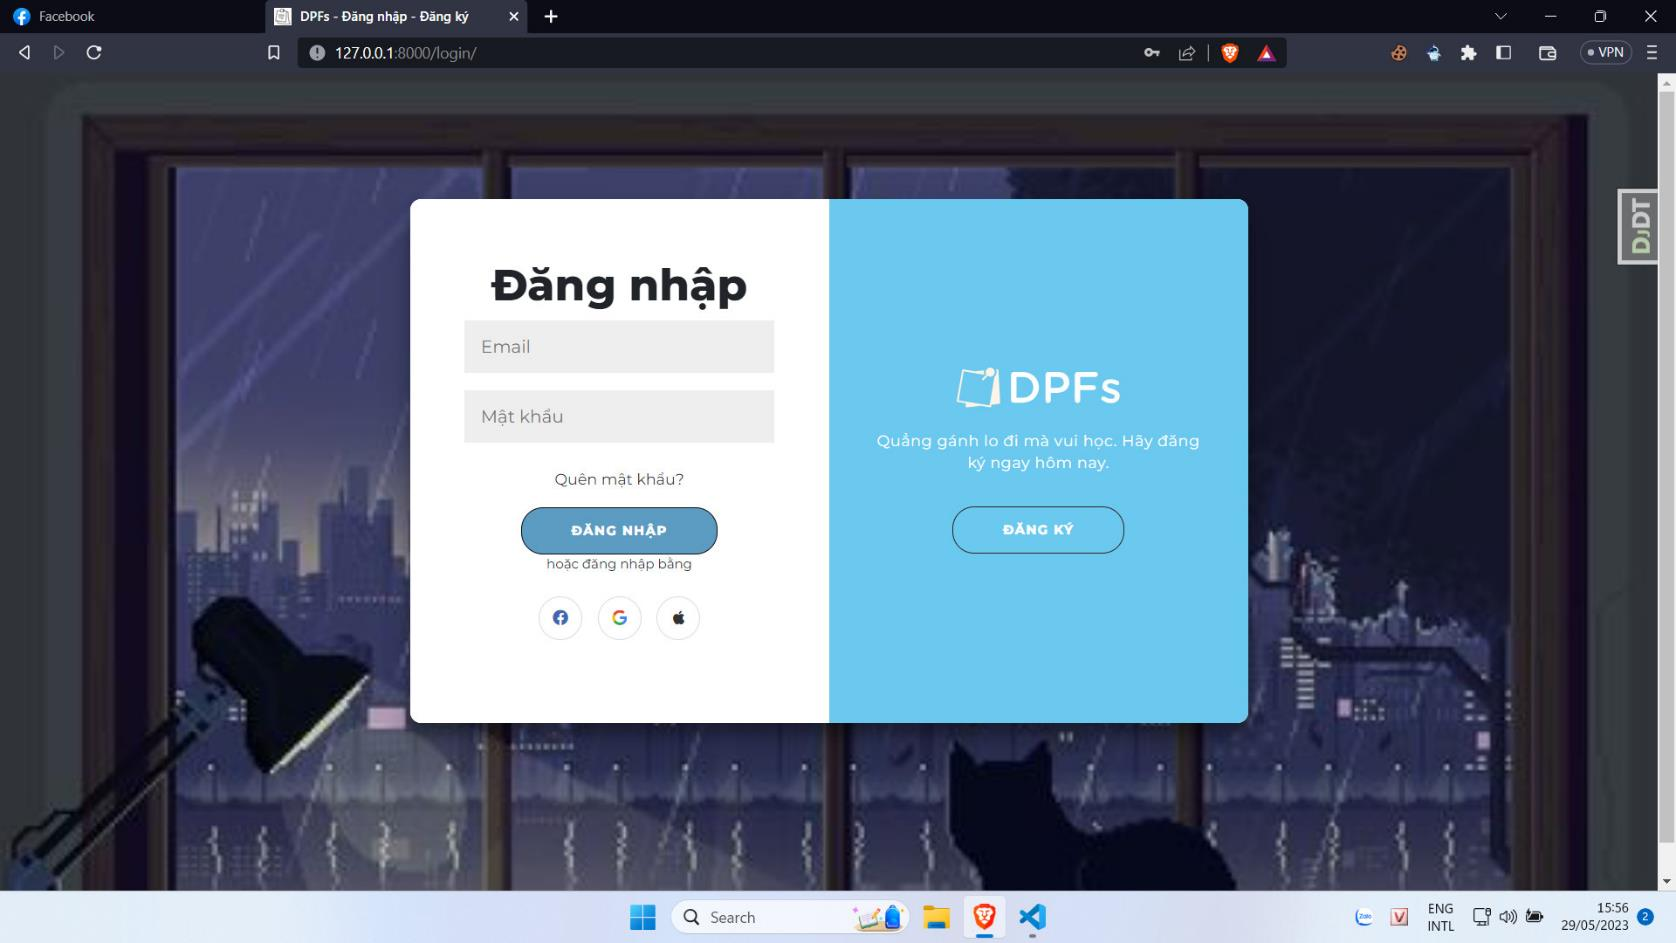 Facebook
DPFs - Đăng nhập - Đăng ký
127.0.0.1:8000/login/
VPN
DJDT
Đăng nhập
Email
Mật khẩu
Quên mật khẩu?
ĐĂNG NHẬP
hoặc đăng nhập bằng
DPFs
Quẳng gánh lo đi mà vui học. Hãy đăng
ký ngay hôm nay.
ĐĂNG KÝ
Search
Zalo
V
ENG
INTL
15:56
29/05/2023
2